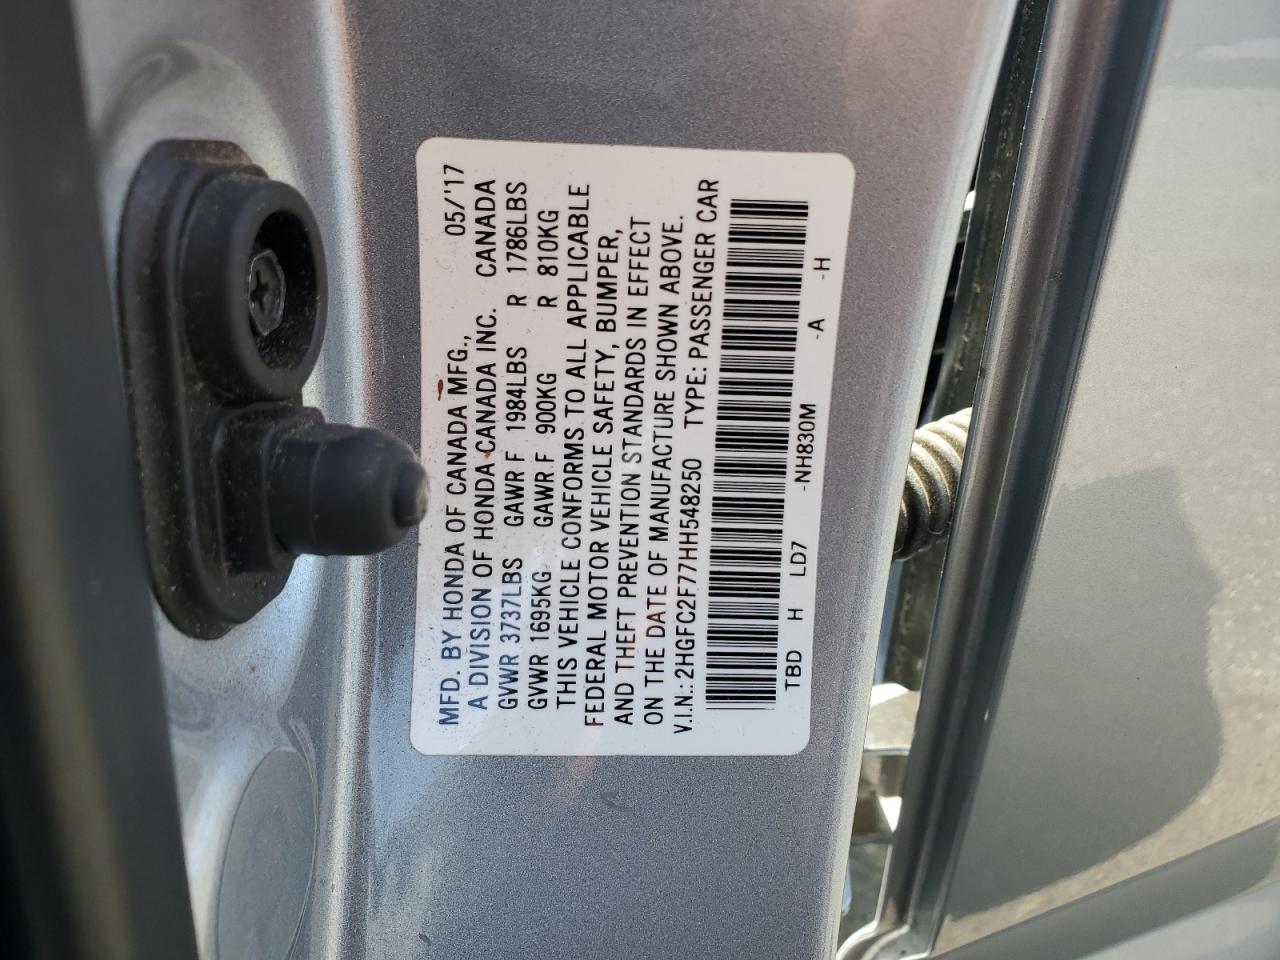 MFD. BY HONDA OF CANADA MFG., 05/'17
A DIVISION OF HONDA CANADA INC. CANADA
GVWR 3737LBS GAWR F 1984LBS R 1786LBS
GVWR 1695KG GAWR F 900KG R 810KG
THIS VEHICLE CONFORMS TO ALL APPLICABLE
FEDERAL MOTOR VEHICLE SAFETY, BUMPER,
AND THEFT PREVENTION STANDARDS IN EFFECT
ON THE DATE OF MANUFACTURE SHOWN ABOVE.
V.I.N.: 2HGFC2F77HH548250 TYPE: PASSENGER CAR
TBD H LD7 -NH830M -A -H